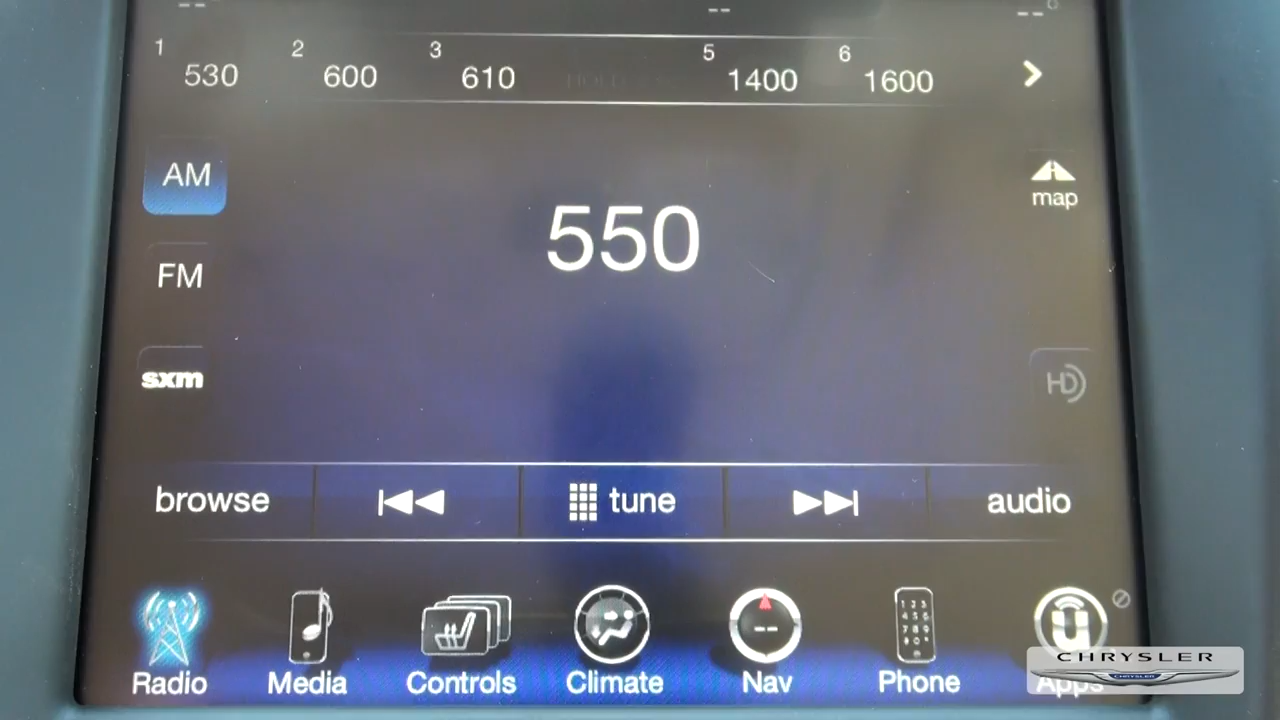 -- -- --°
1 530 2 600 3 610 5 1400 6 1600
AM
550
map
FM
sxm
HD
browse tune audio
Radio Media Controls Climate Nav Phone Apps
--
CHRYSLER
CHRYSLER